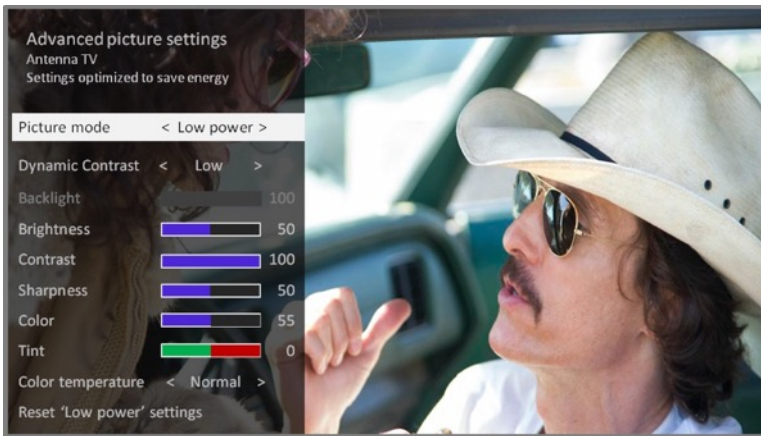 Advanced picture settings
Antenna TV
Settings optimized to save energy
Picture mode < Low power >
Dynamic Contrast < Low >
Backlight 100
Brightness 50
Contrast 100
Sharpness 50
Color 55
Tint 0
Color temperature < Normal >
Reset ‘Low power’ settings